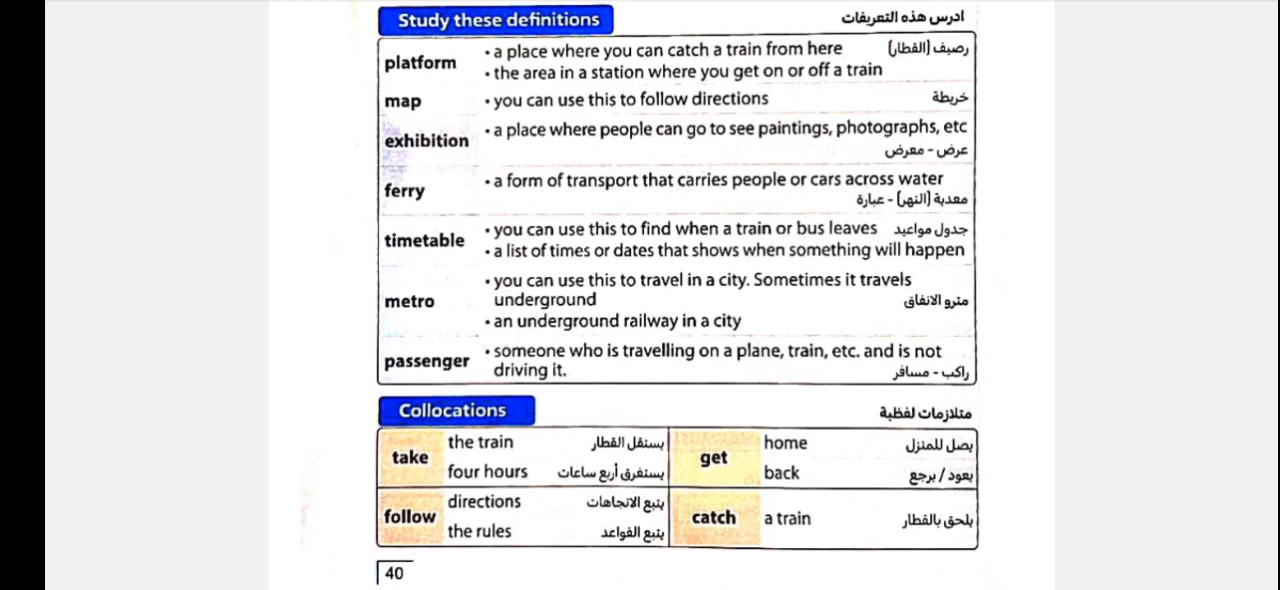 Study these definitions ادرس هذه التعريفات
platform • a place where you can catch a train from here رصيف (القطار)
• the area in a station where you get on or off a train
map • you can use this to follow directions خريطة
exhibition • a place where people can go to see paintings, photographs, etc
عرض - معرض
ferry • a form of transport that carries people or cars across water
معدية (النهر) - عبارة
timetable • you can use this to find when a train or bus leaves جدول مواعيد
• a list of times or dates that shows when something will happen
metro • you can use this to travel in a city. Sometimes it travels
underground مترو الانفاق
• an underground railway in a city
passenger • someone who is travelling on a plane, train, etc. and is not
driving it. راكب - مسافر
Collocations متلازمات لفظية
take the train يستقل القطار
four hours يستغرق أربع ساعات
get home يصل للمنزل
back يعود / يرجع
follow directions يتبع الاتجاهات
the rules يتبع القواعد
catch a train يلحق بالقطار
40